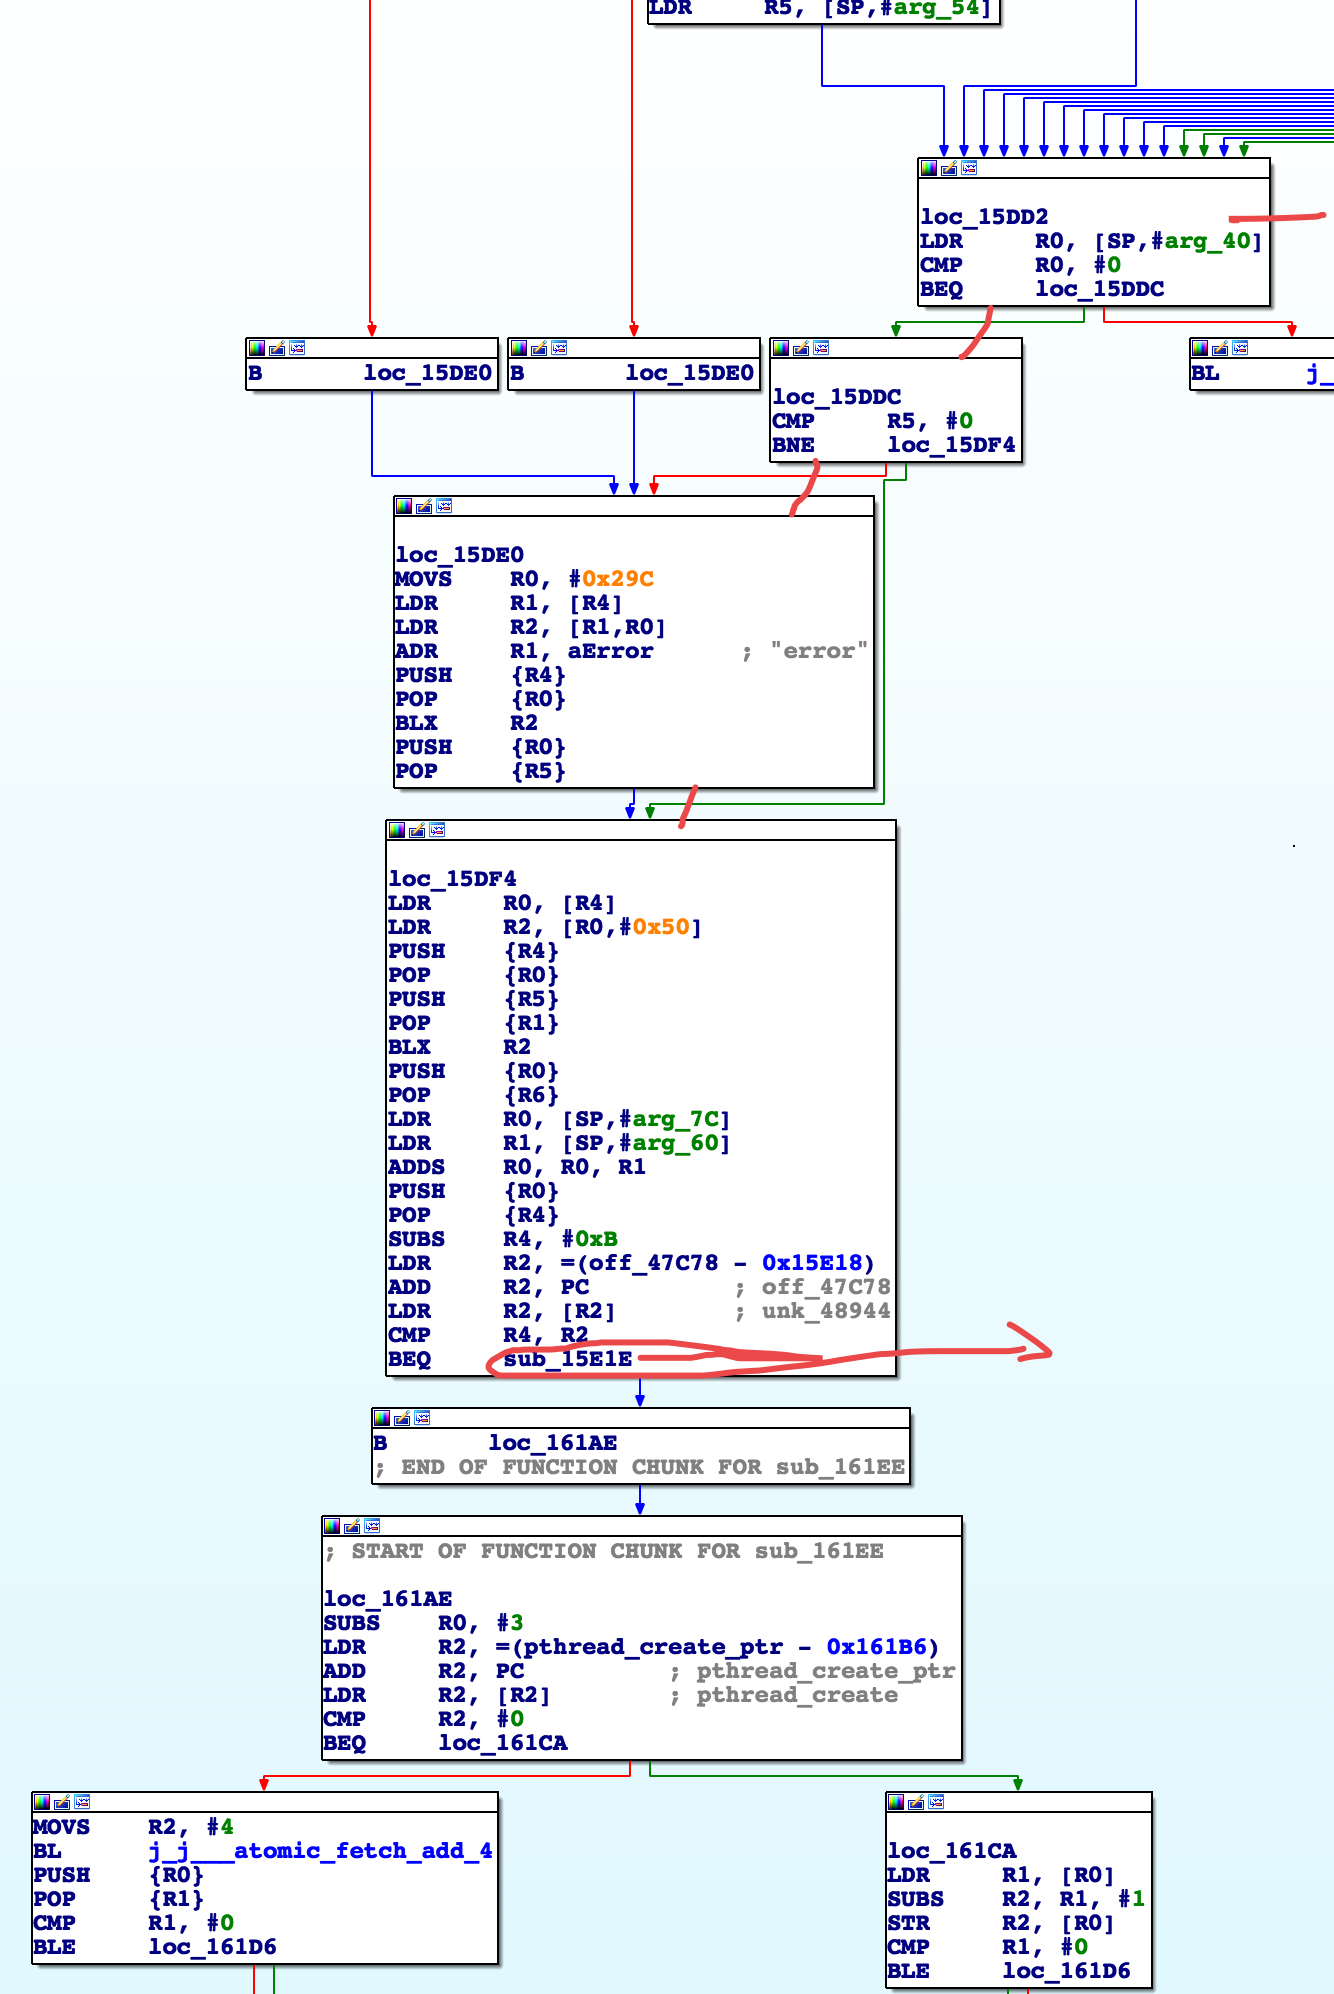 LDR R5, [SP,#arg_54]
loc_15DD2
LDR R0, [SP,#arg_40]
CMP R0, #0
BEQ loc_15DDC
B loc_15DE0
B loc_15DE0
loc_15DDC
CMP R5, #0
BNE loc_15DF4
BL j_
loc_15DE0
MOVS R0, #0x29C
LDR R1, [R4]
LDR R2, [R1,R0]
ADR R1, aError ; "error"
PUSH {R4}
POP {R0}
BLX R2
PUSH {R0}
POP {R5}
loc_15DF4
LDR R0, [R4]
LDR R2, [R0,#0x50]
PUSH {R4}
POP {R0}
PUSH {R5}
POP {R1}
BLX R2
PUSH {R0}
POP {R6}
LDR R0, [SP,#arg_7C]
LDR R1, [SP,#arg_60]
ADDS R0, R0, R1
PUSH {R0}
POP {R4}
SUBS R4, #0xB
LDR R2, =(off_47C78 - 0x15E18)
ADD R2, PC ; off_47C78
LDR R2, [R2] ; unk_48944
CMP R4, R2
BEQ sub_15E1E
B loc_161AE
; END OF FUNCTION CHUNK FOR sub_161EE
; START OF FUNCTION CHUNK FOR sub_161EE
loc_161AE
SUBS R0, #3
LDR R2, =(pthread_create_ptr - 0x161B6)
ADD R2, PC ; pthread_create_ptr
LDR R2, [R2] ; pthread_create
CMP R2, #0
BEQ loc_161CA
MOVS R2, #4
BL j_j___atomic_fetch_add_4
PUSH {R0}
POP {R1}
CMP R1, #0
BLE loc_161D6
loc_161CA
LDR R1, [R0]
SUBS R2, R1, #1
STR R2, [R0]
CMP R1, #0
BLE loc_161D6